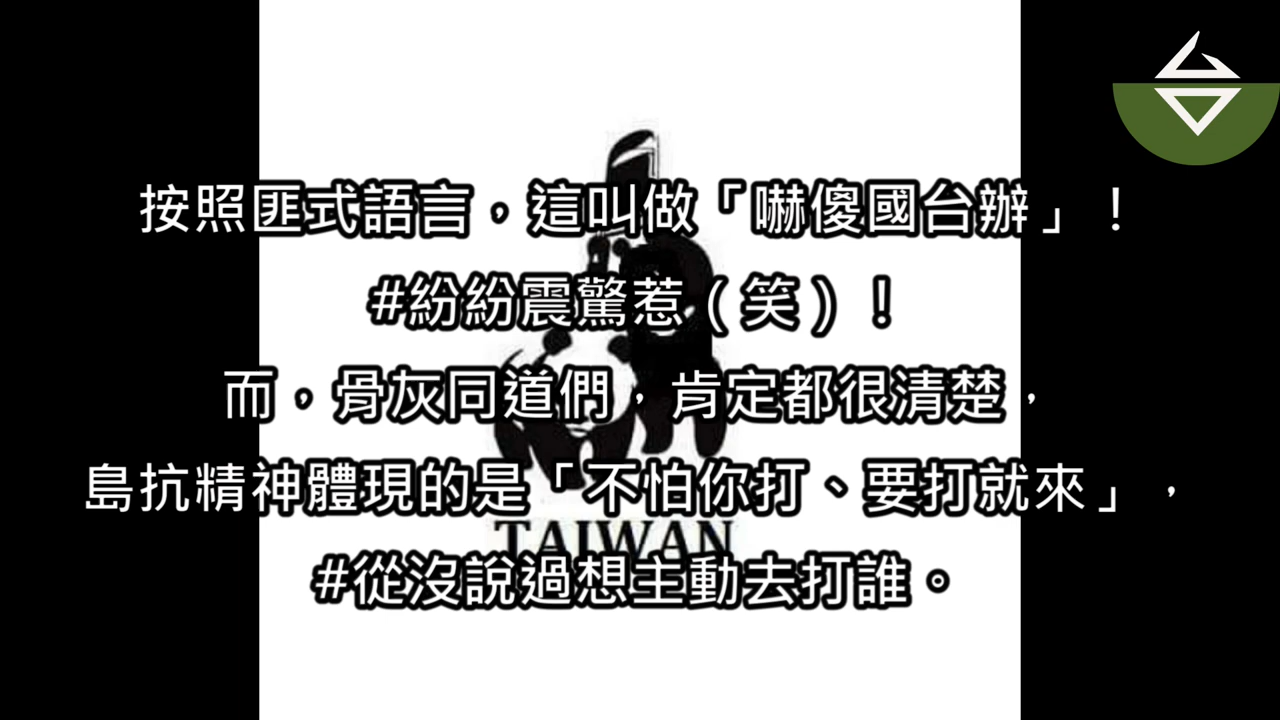 按照匪式語言，這叫做「嚇傻國台辦」！
#紛紛震驚惹（笑）！
而，骨灰同道們，肯定都很清楚，
島抗精神體現的是「不怕你打、要打就來」，
TAIWAN
#從沒說過想主動去打誰。